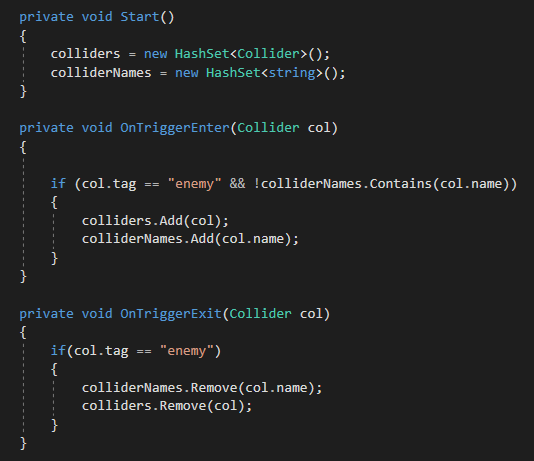 private void Start()
{
colliders = new HashSet<Collider>();
colliderNames = new HashSet<string>();
}
private void OnTriggerEnter(Collider col)
{
if (col.tag == "enemy" && !colliderNames.Contains(col.name))
{
colliders.Add(col);
colliderNames.Add(col.name);
}
}
private void OnTriggerExit(Collider col)
{
if(col.tag == "enemy")
{
colliderNames.Remove(col.name);
colliders.Remove(col);
}
}